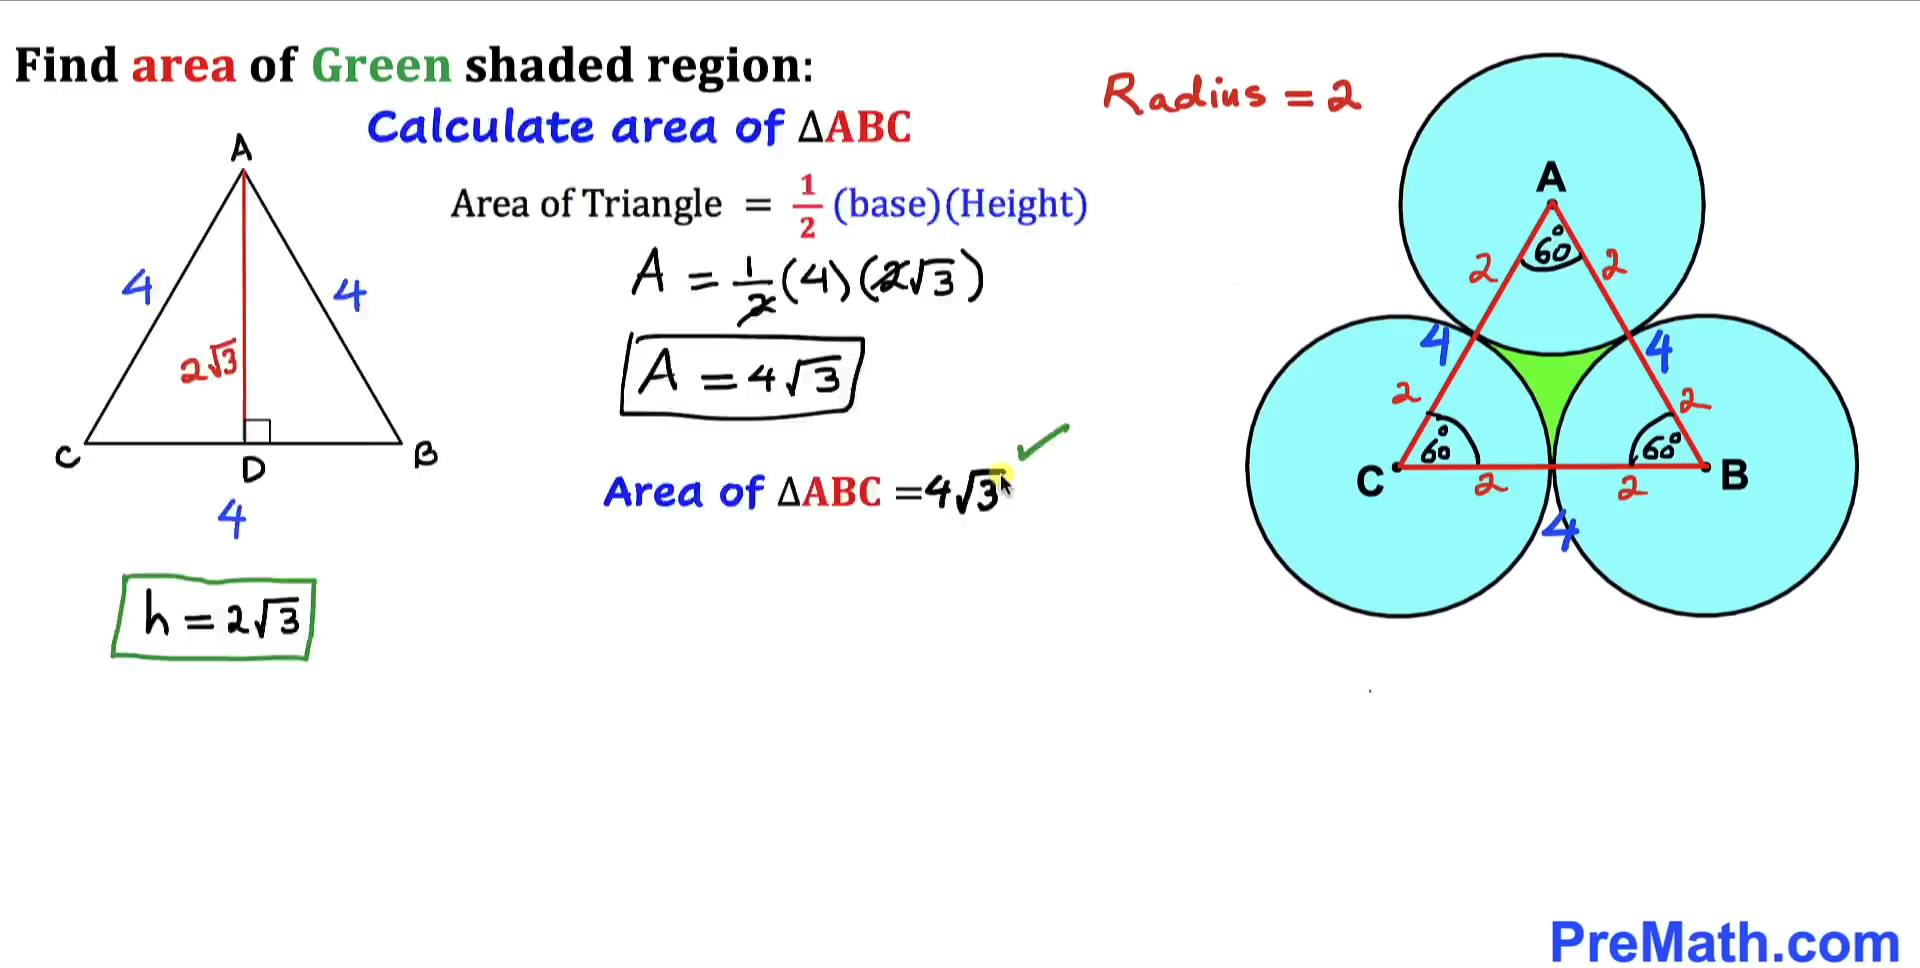 Find area of Green shaded region:
Calculate area of ΔABC
Area of Triangle = 1/2 (base)(Height)
A = 1/2 (4)(2√3)
A = 4√3
Area of ΔABC = 4√3
A
4
4
2√3
C
D
B
4
h = 2√3
Radius = 2
A
60°
2
2
4
4
2
2
60°
60°
C
2
2
B
4
PreMath.com